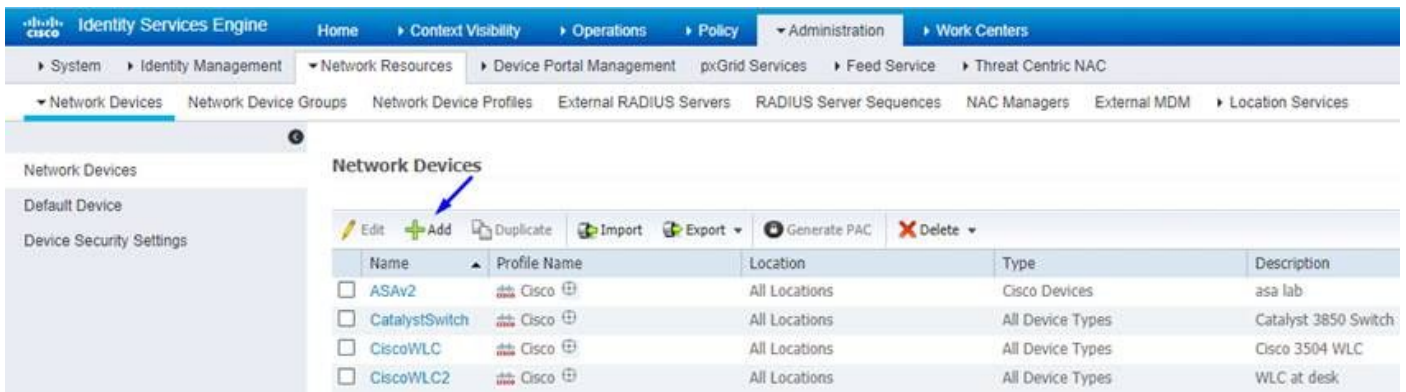 cisco Identity Services Engine Home Context Visibility Operations Policy Administration Work Centers
System Identity Management Network Resources Device Portal Management pxGrid Services Feed Service Threat Centric NAC
Network Devices Network Device Groups Network Device Profiles External RADIUS Servers RADIUS Server Sequences NAC Managers External MDM Location Services
Network Devices
Default Device
Device Security Settings
Network Devices
Edit Add Duplicate Import Export Generate PAC Delete
Name Profile Name Location Type Description
ASAv2 Cisco All Locations Cisco Devices asa lab
CatalystSwitch Cisco All Locations All Device Types Catalyst 3850 Switch
CiscoWLC Cisco All Locations All Device Types Cisco 3504 WLC
CiscoWLC2 Cisco All Locations All Device Types WLC at desk